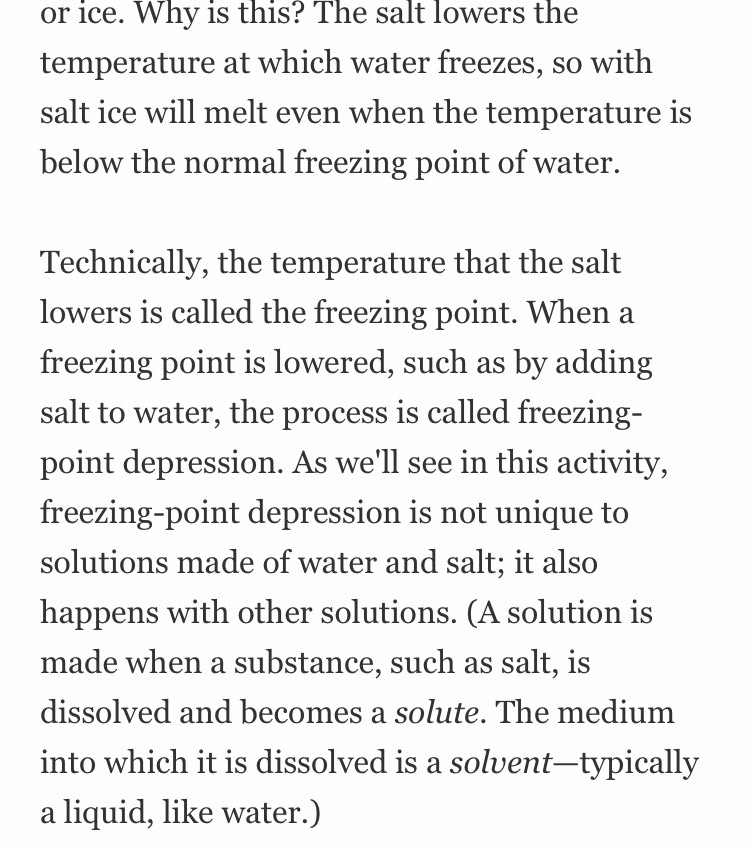 or ice. Why is this? The salt lowers the
temperature at which water freezes, so with
salt ice will melt even when the temperature is
below the normal freezing point of water.
Technically, the temperature that the salt
lowers is called the freezing point. When a
freezing point is lowered, such as by adding
salt to water, the process is called freezing-
point depression. As we'll see in this activity,
freezing-point depression is not unique to
solutions made of water and salt; it also
happens with other solutions. (A solution is
made when a substance, such as salt, is
dissolved and becomes a solute. The medium
into which it is dissolved is a solvent—typically
a liquid, like water.)